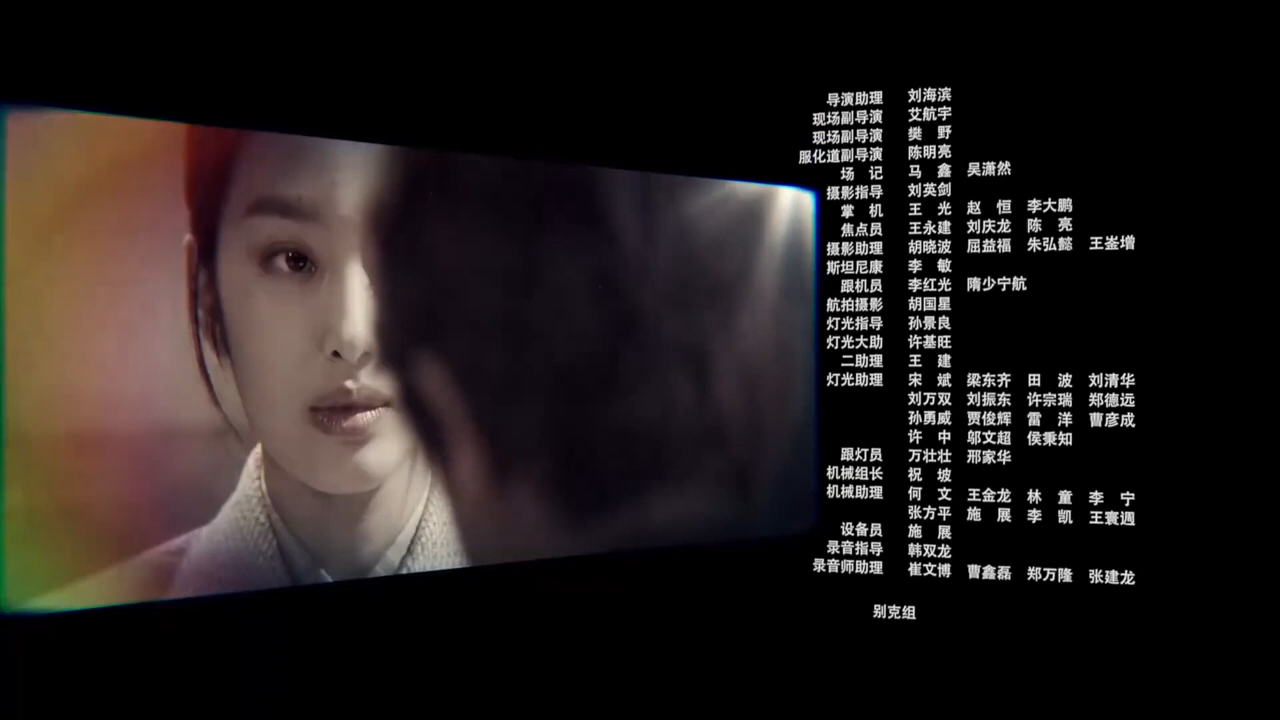 导演助理 刘海滨
现场副导演 艾航宇
现场副导演 樊 野
服化道副导演 陈明亮
场 记 马 鑫 吴潇然
摄影指导 刘英剑
掌 机 王 光 赵 恒 李大鹏
焦点员 王永建 刘庆龙 陈 亮
摄影助理 胡晓波 屈益福 朱弘懿 王崟增
斯坦尼康 李 敏
跟机员 李红光 隋少宁航
航拍摄影 胡国星
灯光指导 孙景良
灯光大助 许基旺
二助理 王 建
灯光助理 宋 斌 梁东齐 田 波 刘清华
刘万双 刘振东 许宗瑞 郑德远
孙勇威 贾俊辉 雷 洋 曹彦成
许 中 邬文超 侯秉知
跟灯员 万壮壮 邢家华
机械组长 祝 坡
机械助理 何 文 王金龙 林 童 李 宁
张方平 施 展 李 凯 王寰週
设备员 施 展
录音指导 韩双龙
录音师助理 崔文博 曹鑫磊 郑万隆 张建龙
别克组